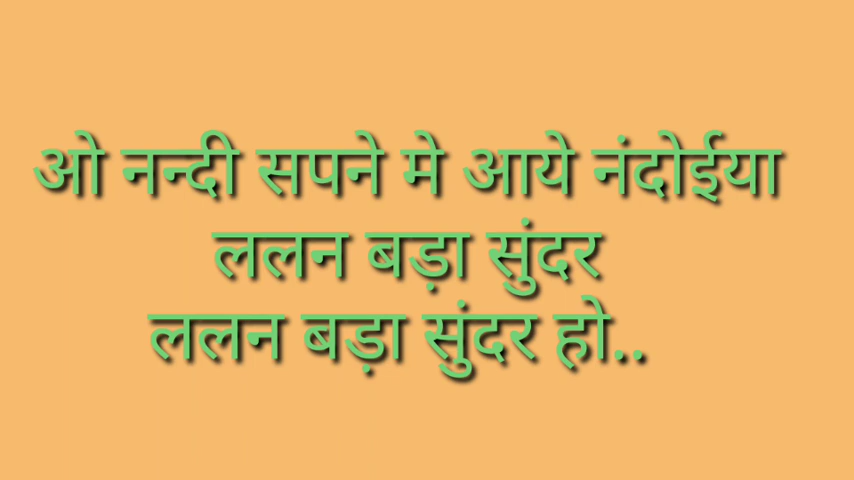 ओ नन्दी सपने मे आये नंदोईया
ललन बड़ा सुंदर
ललन बड़ा सुंदर हो..